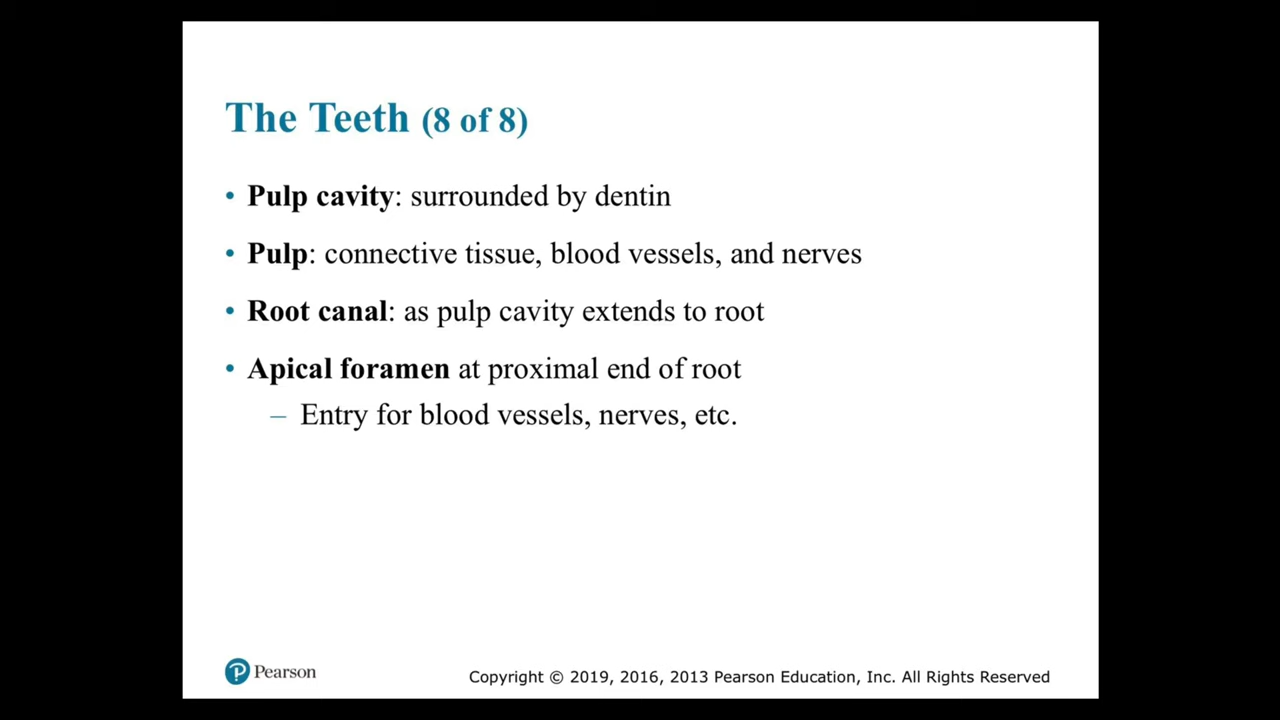 The Teeth (8 of 8)
• Pulp cavity: surrounded by dentin
• Pulp: connective tissue, blood vessels, and nerves
• Root canal: as pulp cavity extends to root
• Apical foramen at proximal end of root
– Entry for blood vessels, nerves, etc.
Pearson
Copyright © 2019, 2016, 2013 Pearson Education, Inc. All Rights Reserved